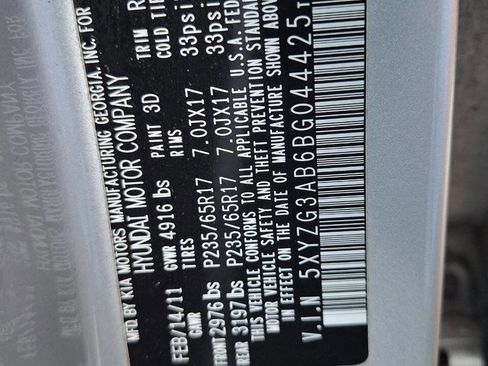 MFD. BY KIA MOTORS MANUFACTURING GEORGIA, INC. FOR
HYUNDAI MOTOR COMPANY
FEB/14/11 GVWR 4916 lbs PAINT 3D TRIM
GAWR TIRES RIMS COLD TI
FRONT 2976 lbs P235/65R17 7.0JX17 33psi
REAR 3197 lbs P235/65R17 7.0JX17 33psi
THIS VEHICLE CONFORMS TO ALL APPLICABLE U.S.A. FED
MOTOR VEHICLE SAFETY AND THEFT PREVENTION STANDAR
IN EFFECT ON THE DATE OF MANUFACTURE SHOWN ABOVE
V.I.N 5XYZG3AB6BG044425